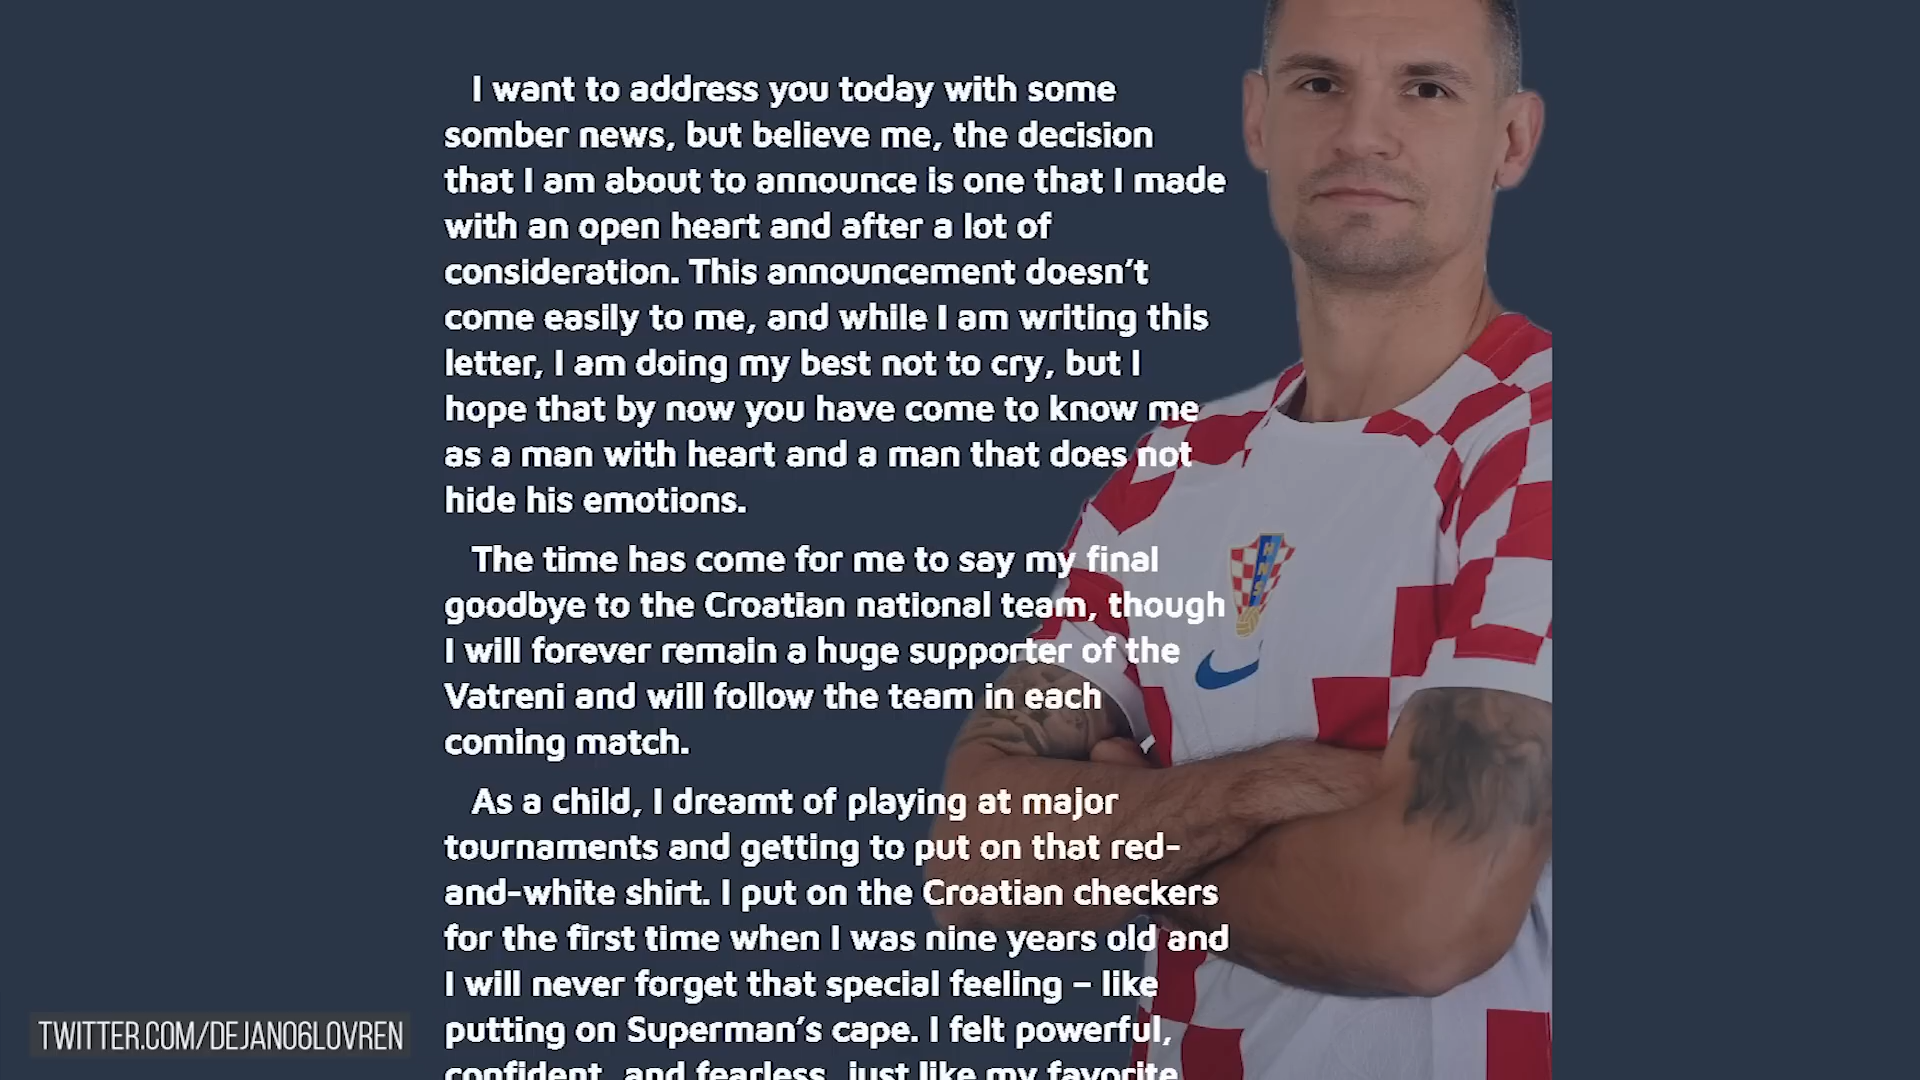 I want to address you today with some
somber news, but believe me, the decision
that I am about to announce is one that I made
with an open heart and after a lot of
consideration. This announcement doesn’t
come easily to me, and while I am writing this
letter, I am doing my best not to cry, but I
hope that by now you have come to know me
as a man with heart and a man that does not
hide his emotions.
The time has come for me to say my final
goodbye to the Croatian national team, though
I will forever remain a huge supporter of the
Vatreni and will follow the team in each
coming match.
As a child, I dreamt of playing at major
tournaments and getting to put on that red-
and-white shirt. I put on the Croatian checkers
for the first time when I was nine years old and
I will never forget that special feeling – like
putting on Superman’s cape. I felt powerful,
confident, and fearless, just like my favorite
HNS
TWITTER.COM/DEJAN06LOVREN